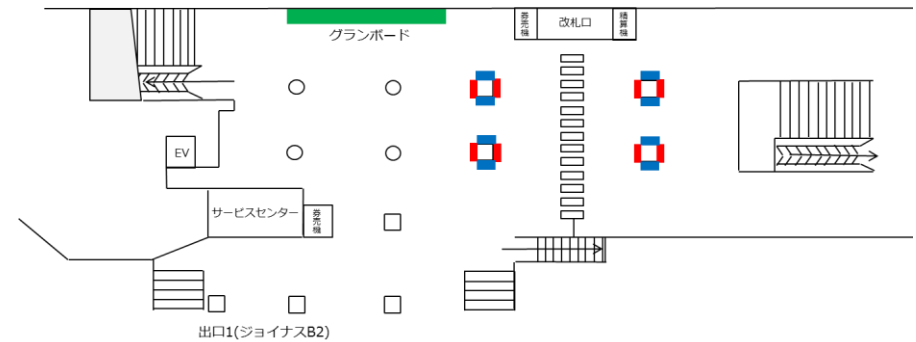 グランボード
券売機
改札口
精算機
EV
サービスセンター
券売機
出口1(ジョイナスB2)